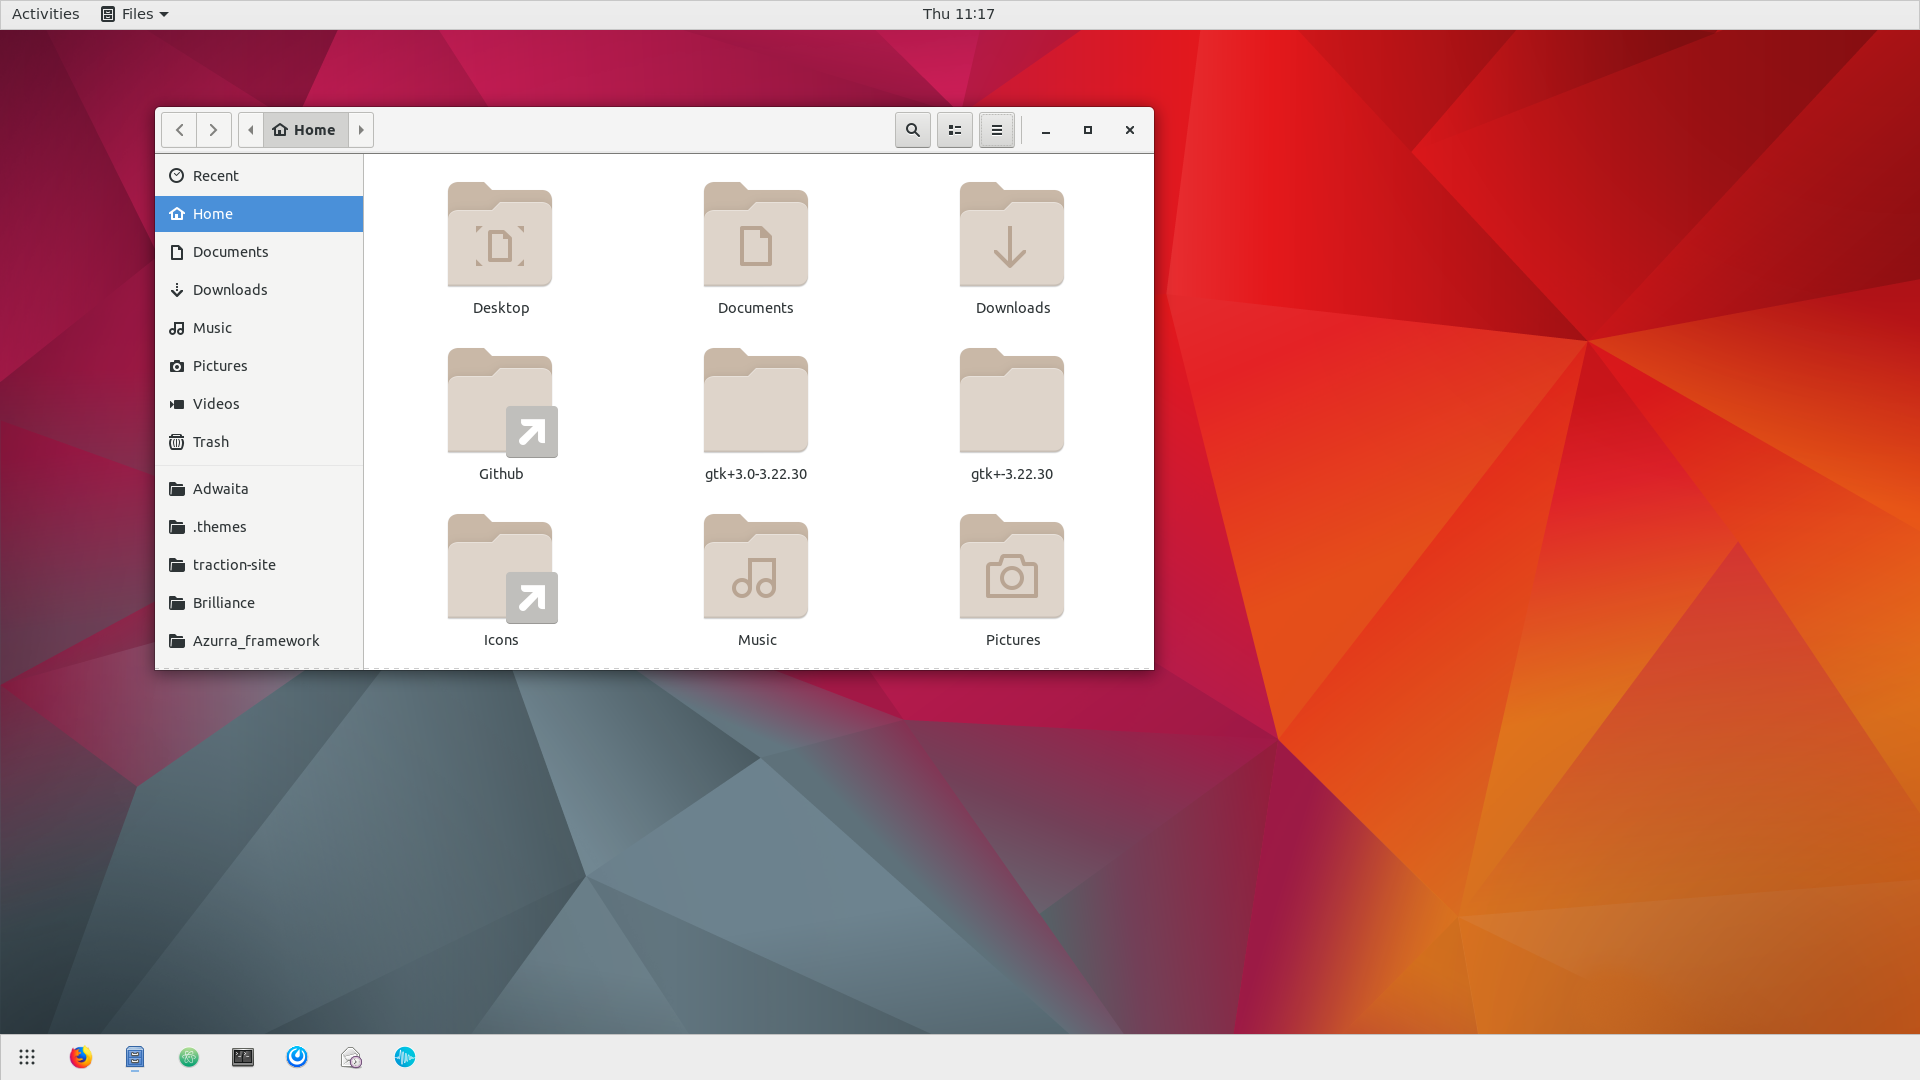 Activities Files Thu 11:17
Home
Recent
Home
Documents
Downloads
Music
Pictures
Videos
Trash
Adwaita
.themes
traction-site
Brilliance
Azurra_framework
Desktop Documents Downloads
Github gtk+3.0-3.22.30 gtk+-3.22.30
Icons Music Pictures